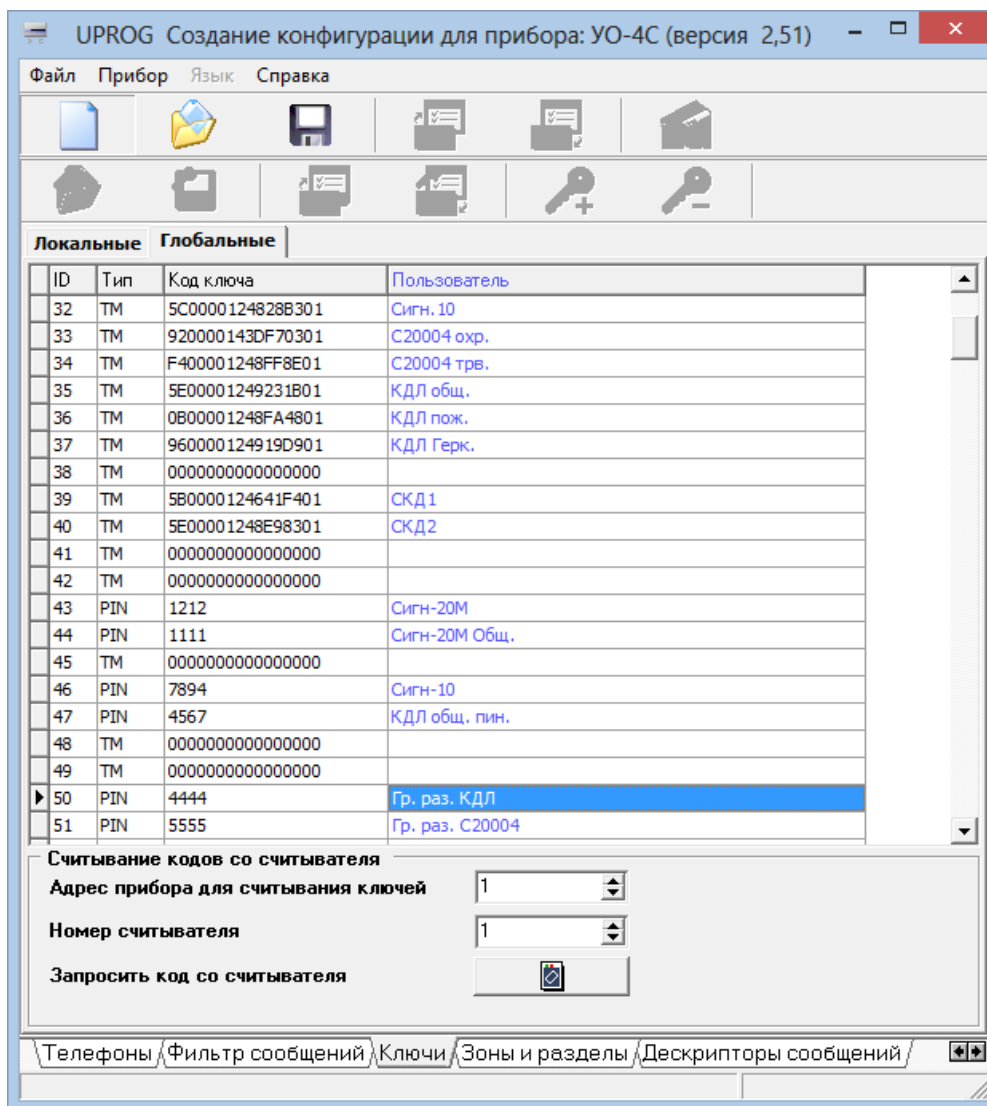 UPROG Создание конфигурации для прибора: УО-4С (версия 2,51)
Файл Прибор Язык Справка
Локальные Глобальные
ID Тип Код ключа Пользователь
32 TM 5C0000124828B301 Сигн. 10
33 TM 920000143DF70301 С20004 охр.
34 TM F400001248FF8E01 С20004 трв.
35 TM 5E00001249231B01 КДЛ общ.
36 TM 0B00001248FA4801 КДЛ пож.
37 TM 960000124919D901 КДЛ Герк.
38 TM 0000000000000000
39 TM 5B0000124641F401 СКД1
40 TM 5E00001248E98301 СКД2
41 TM 0000000000000000
42 TM 0000000000000000
43 PIN 1212 Сигн-20М
44 PIN 1111 Сигн-20М Общ.
45 TM 0000000000000000
46 PIN 7894 Сигн-10
47 PIN 4567 КДЛ общ. пин.
48 TM 0000000000000000
49 TM 0000000000000000
50 PIN 4444 Гр. раз. КДЛ
51 PIN 5555 Гр. раз. С20004
Считывание кодов со считывателя
Адрес прибора для считывания ключей 1
Номер считывателя 1
Запросить код со считывателя
Телефоны Фильтр сообщений Ключи Зоны и разделы Дескрипторы сообщений